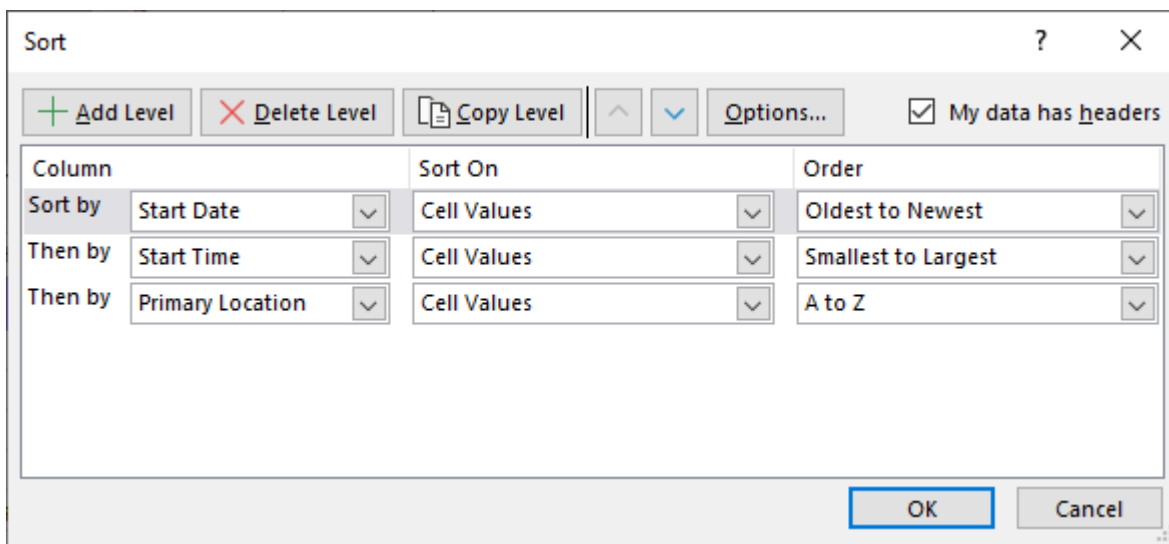 Sort ?
Add Level Delete Level Copy Level Options... My data has headers
Column Sort On Order
Sort by Start Date Cell Values Oldest to Newest
Then by Start Time Cell Values Smallest to Largest
Then by Primary Location Cell Values A to Z
OK Cancel